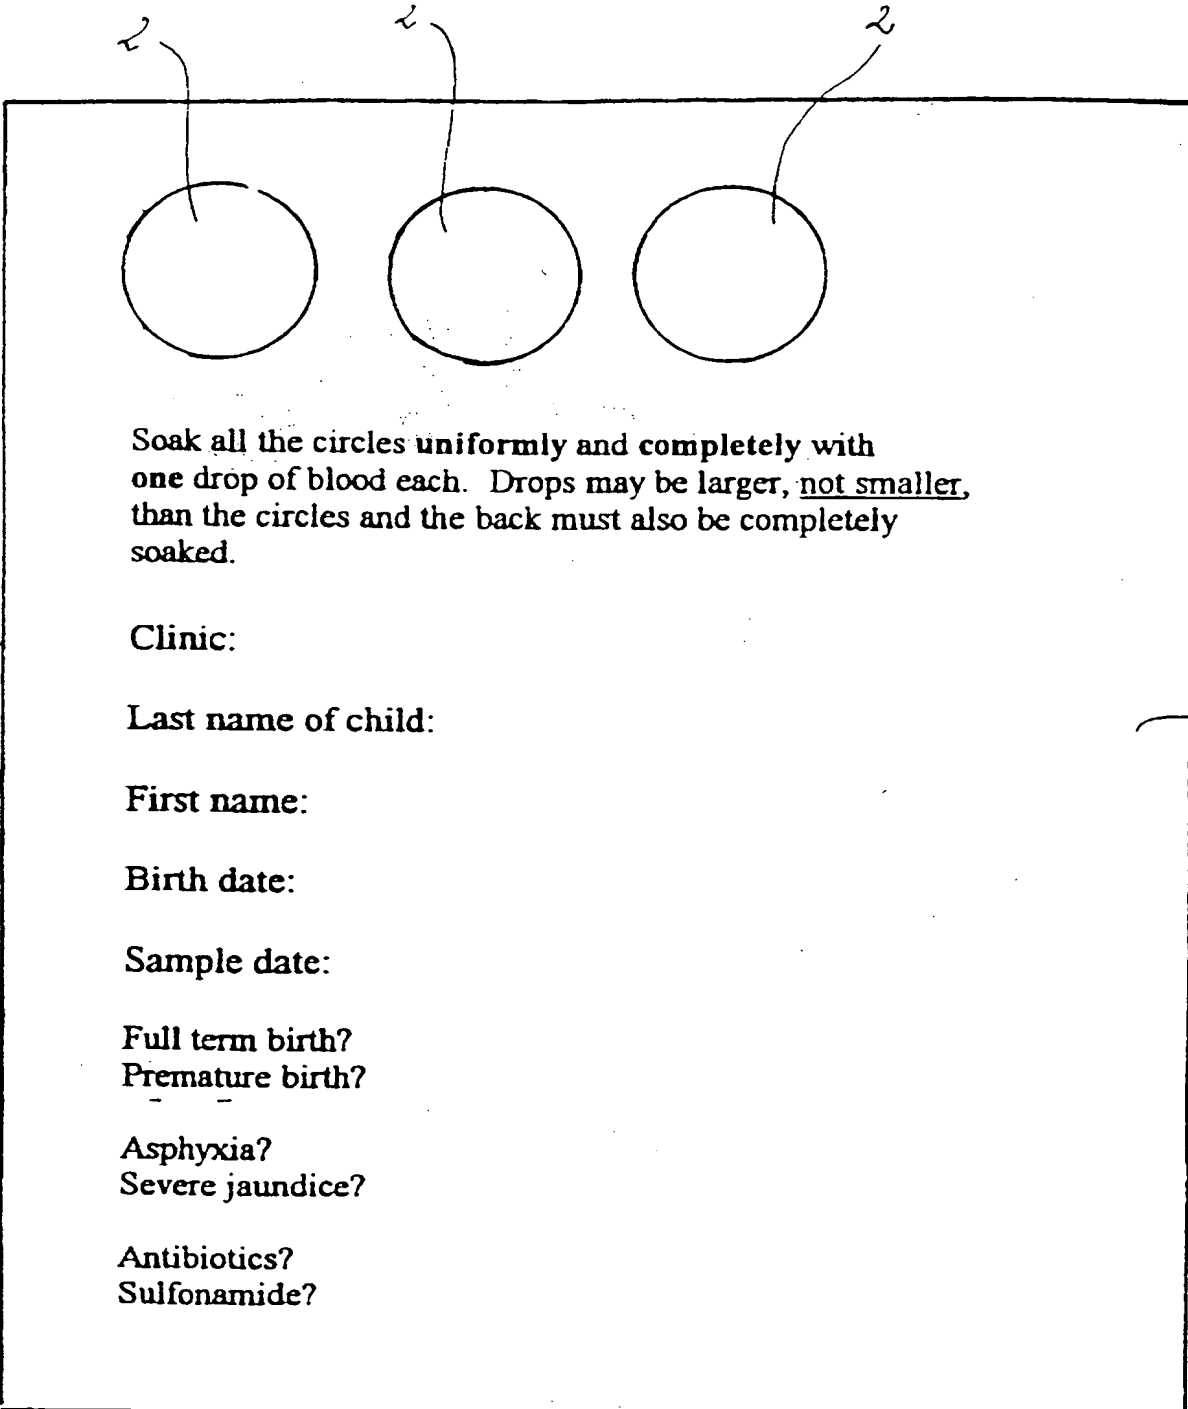 2 2 2
Soak all the circles uniformly and completely with
one drop of blood each. Drops may be larger, not smaller,
than the circles and the back must also be completely
soaked.
Clinic:
Last name of child:
First name:
Birth date:
Sample date:
Full term birth?
Premature birth?
Asphyxia?
Severe jaundice?
Antibiotics?
Sulfonamide?